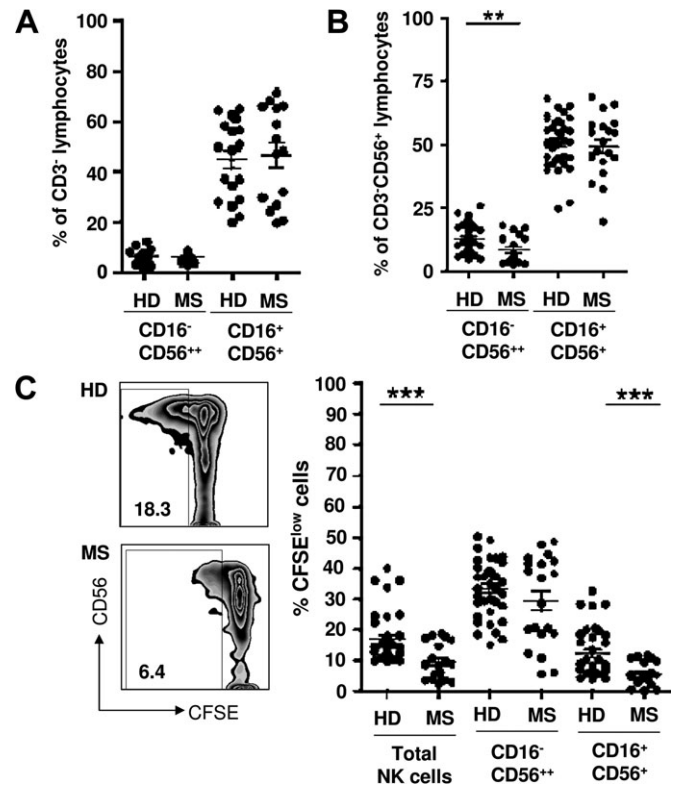 A
% of CD3⁻ lymphocytes
100
80
60
40
20
0
HD MS HD MS
CD16⁻ CD16⁺
CD56⁺⁺ CD56⁺
B
% of CD3⁻CD56⁺ lymphocytes
**
100
75
50
25
0
HD MS HD MS
CD16⁻ CD16⁺
CD56⁺⁺ CD56⁺
C
HD
18.3
MS
6.4
CD56
CFSE
% CFSEˡᵒʷ cells
*** ***
100
90
80
70
60
50
40
30
20
10
0
HD MS HD MS HD MS
Total CD16⁻ CD16⁺
NK cells CD56⁺⁺ CD56⁺